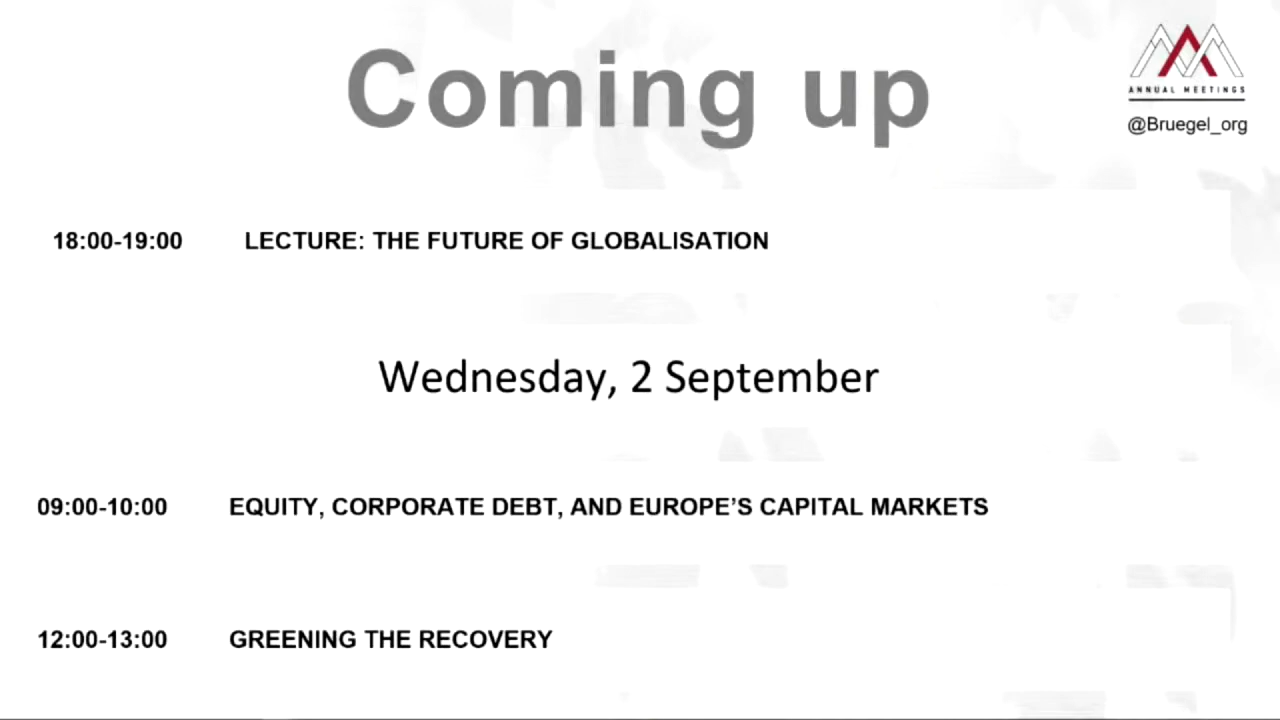 Coming up
ANNUAL MEETINGS
@Bruegel_org
18:00-19:00 LECTURE: THE FUTURE OF GLOBALISATION
Wednesday, 2 September
09:00-10:00 EQUITY, CORPORATE DEBT, AND EUROPE’S CAPITAL MARKETS
12:00-13:00 GREENING THE RECOVERY